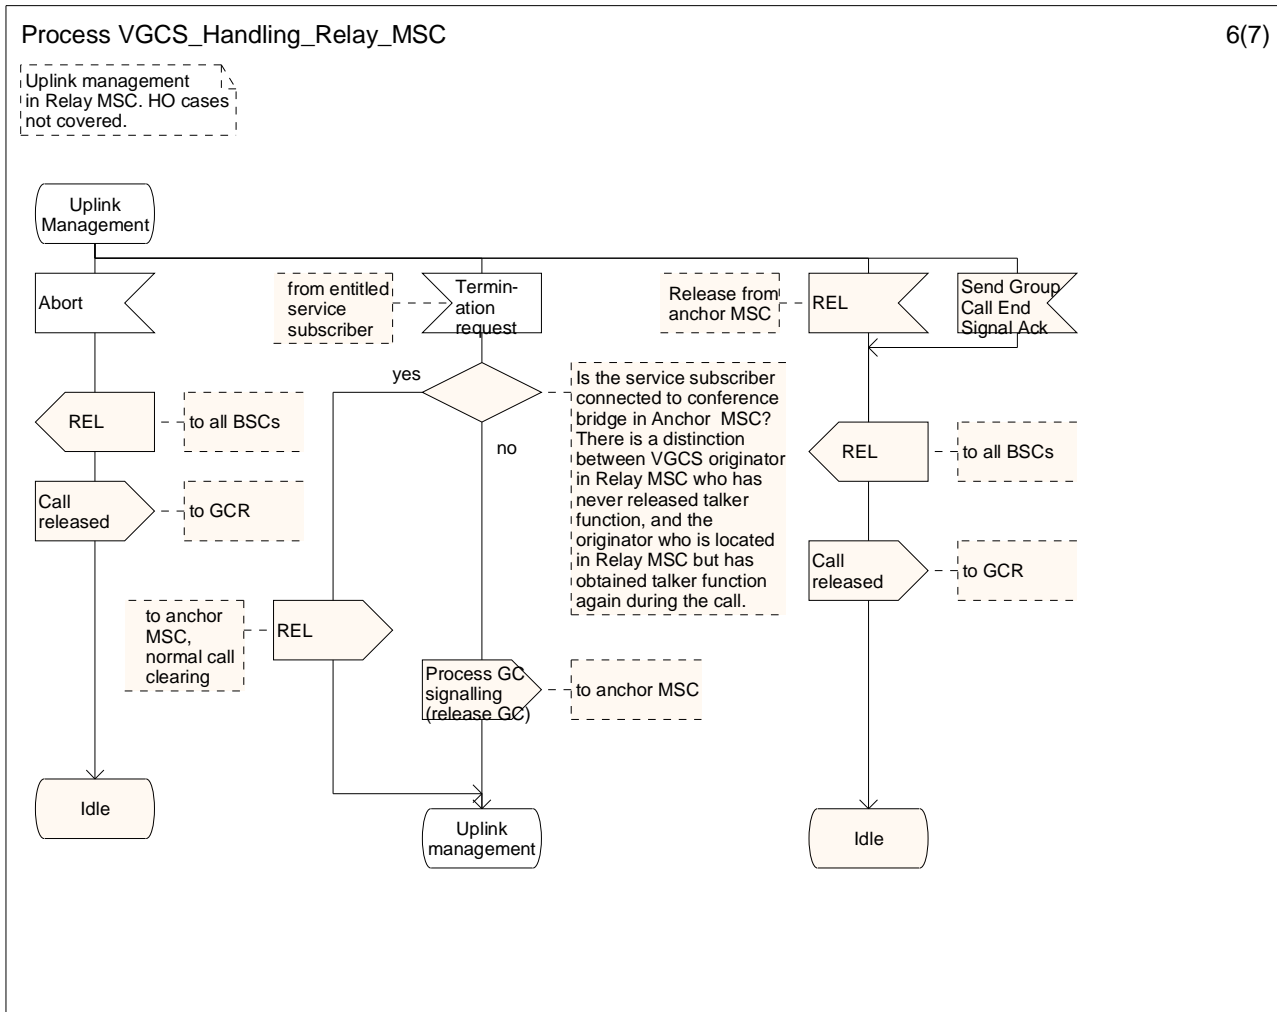 Process VGCS_Handling_Relay_MSC
6(7)
Uplink management
in Relay MSC. HO cases
not covered.
Uplink
Management
Abort
from entitled
service
subscriber
Termin-
ation
request
Release from
anchor MSC
REL
Send Group
Call End
Signal Ack
yes
no
Is the service subscriber
connected to conference
bridge in Anchor MSC?
There is a distinction
between VGCS originator
in Relay MSC who has
never released talker
function, and the
originator who is located
in Relay MSC but has
obtained talker function
again during the call.
REL
to all BSCs
REL
to all BSCs
Call
released
to GCR
Call
released
to GCR
to anchor
MSC,
normal call
clearing
REL
Process GC
signalling
(release GC)
to anchor MSC
Idle
Uplink
management
Idle